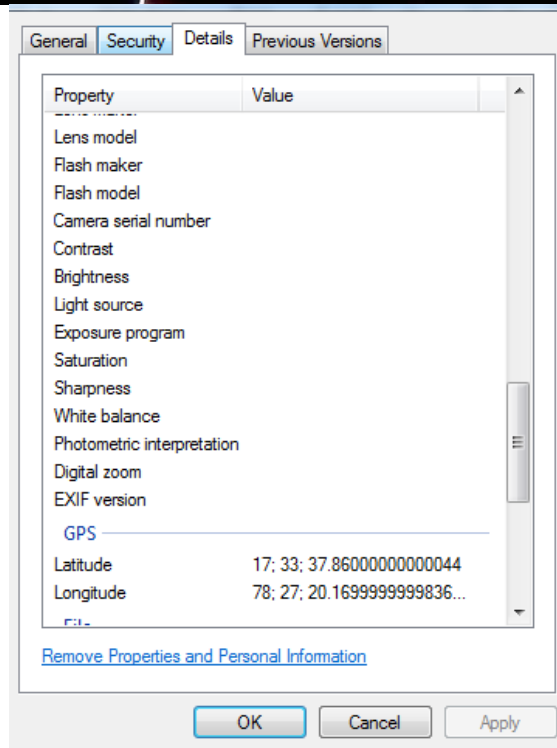 General Security Details Previous Versions
Property Value
Lens model
Flash maker
Flash model
Camera serial number
Contrast
Brightness
Light source
Exposure program
Saturation
Sharpness
White balance
Photometric interpretation
Digital zoom
EXIF version
GPS
Latitude 17; 33; 37.86000000000044
Longitude 78; 27; 20.1699999999836...
Remove Properties and Personal Information
OK Cancel Apply